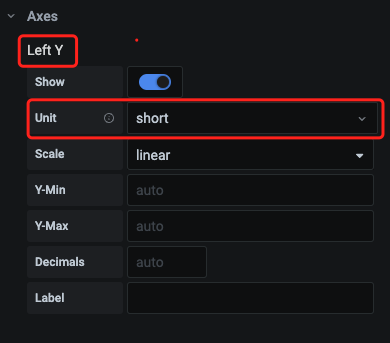 Axes
Left Y
Show
Unit short
Scale linear
Y-Min auto
Y-Max auto
Decimals auto
Label